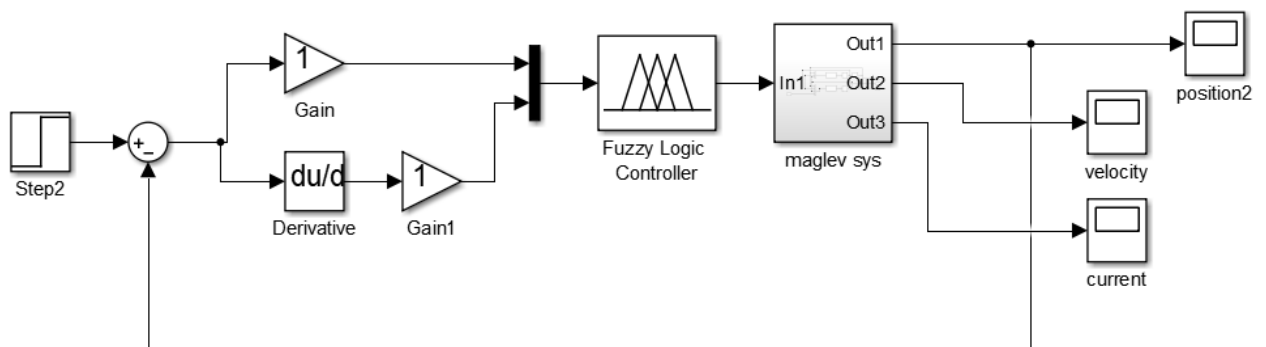 Step2
+
−
1
Gain
du/d
Derivative
1
Gain1
Fuzzy Logic
Controller
In1
Out1
Out2
Out3
maglev sys
position2
velocity
current